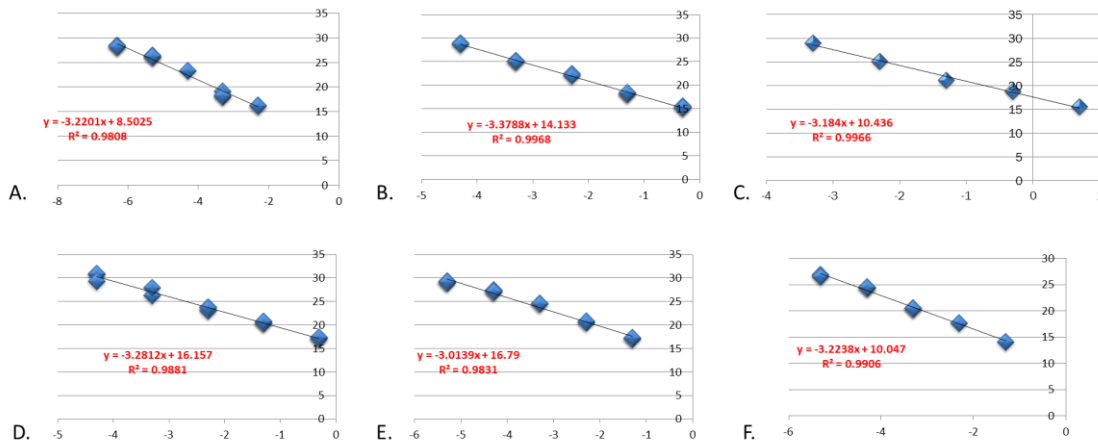 35
30
25
20
15
10
5
0
y = -3.2201x + 8.5025
R² = 0.9808
-8 -6 -4 -2 0
A.
35
30
25
20
15
10
5
0
y = -3.3788x + 14.133
R² = 0.9968
-5 -4 -3 -2 -1 0
B.
35
30
25
20
15
10
5
0
y = -3.184x + 10.436
R² = 0.9966
-4 -3 -2 -1 0 1
C.
35
30
25
20
15
10
5
0
y = -3.2812x + 16.157
R² = 0.9881
-5 -4 -3 -2 -1 0
D.
35
30
25
20
15
10
5
0
y = -3.0139x + 16.79
R² = 0.9831
-6 -5 -4 -3 -2 -1 0
E.
35
30
25
20
15
10
5
0
y = -3.2238x + 10.047
R² = 0.9906
-6 -4 -2 0
F.